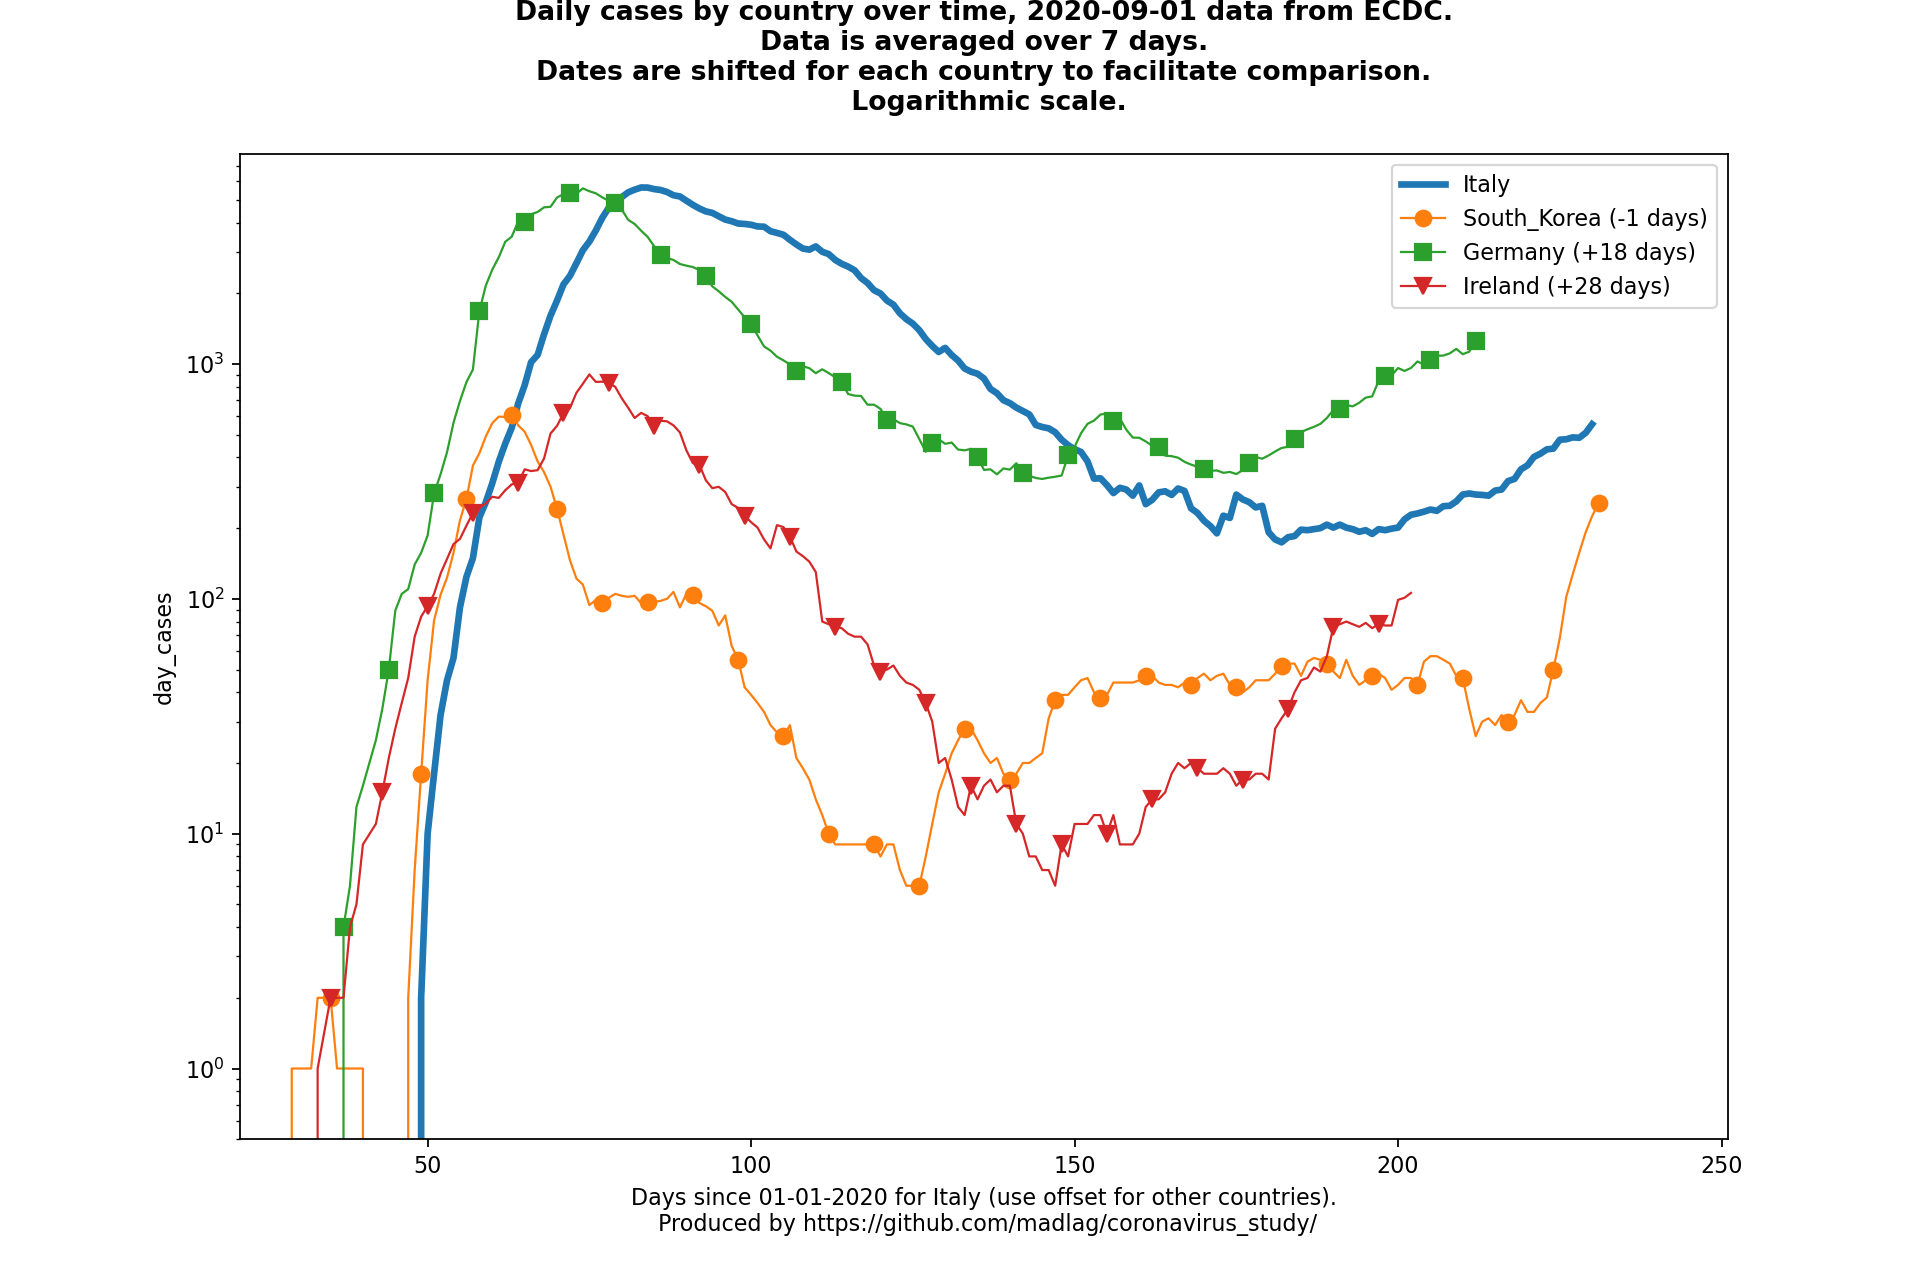 Daily cases by country over time, 2020-09-01 data from ECDC.
Data is averaged over 7 days.
Dates are shifted for each country to facilitate comparison.
Logarithmic scale.
Italy
South_Korea (-1 days)
Germany (+18 days)
Ireland (+28 days)
day_cases
10³
10²
10¹
10⁰
50 100 150 200 250
Days since 01-01-2020 for Italy (use offset for other countries).
Produced by https://github.com/madlag/coronavirus_study/